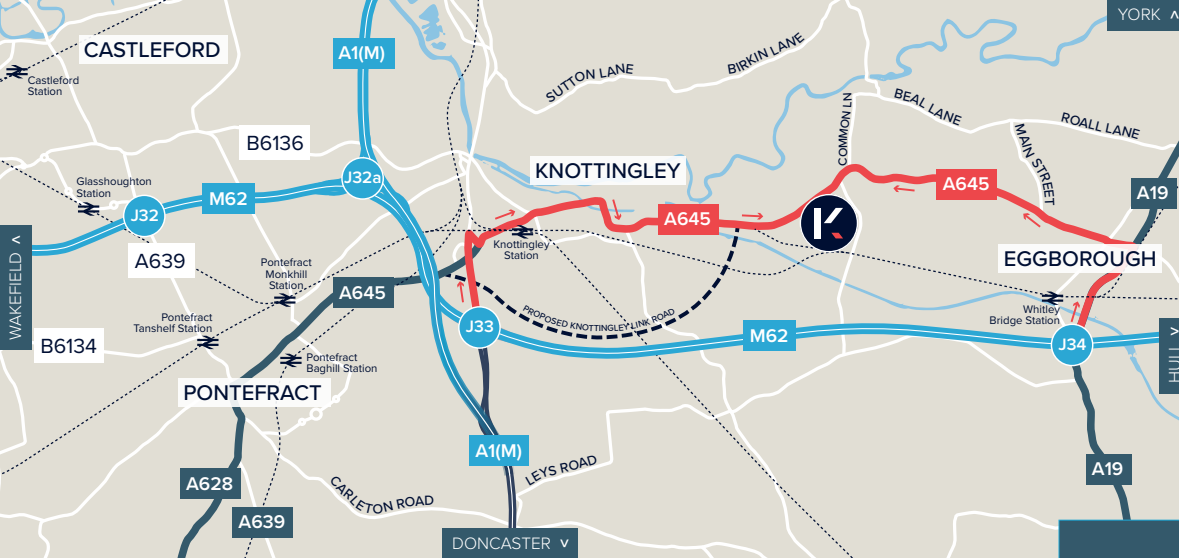 YORK >
CASTLEFORD
A1(M)
Castleford
Station
SUTTON LANE
BIRKIN LANE
COMMON LN
BEAL LANE
ROALL LANE
MAIN STREET
B6136
KNOTTINGLEY
J32a
A645
A19
Glasshoughton
Station
M62
J32
A645
K
WAKEFIELD >
A639
Knottingley
Station
EGGBOROUGH
Pontefract
Monkhill
Station
A645
Whitley
Bridge Station
Pontefract
Tanshelf Station
J33
PROPOSED KNOTTINGLEY LINK ROAD
M62
J34
HULL >
B6134
Pontefract
Baghill Station
PONTEFRACT
A1(M)
LEYS ROAD
A19
A628
CARLETON ROAD
A639
DONCASTER >